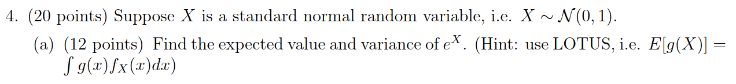 4. (20 points) Suppose X is a standard normal random variable, i.e. X ∼ N(0, 1).
(a) (12 points) Find the expected value and variance of e^X. (Hint: use LOTUS, i.e. E[g(X)] =
∫ g(x)f_X(x)dx)